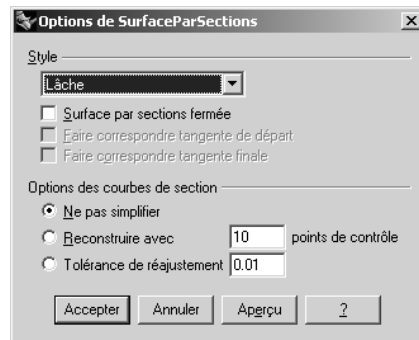 Options de SurfaceParSections
Style
Lâche
Surface par sections fermée
Faire correspondre tangente de départ
Faire correspondre tangente finale
Options des courbes de section
Ne pas simplifier
Reconstruire avec 10 points de contrôle
Tolérance de réajustement 0.01
Accepter Annuler Aperçu ?